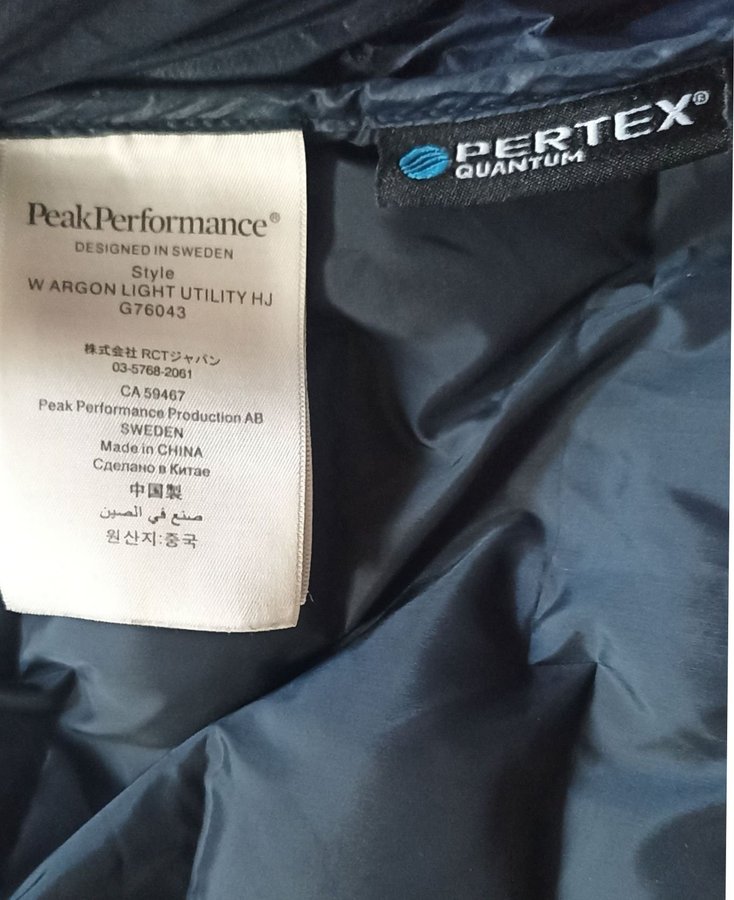 PeakPerformance®
DESIGNED IN SWEDEN
Style
W ARGON LIGHT UTILITY HJ
G76043
株式会社 RCTジャパン
03-5768-2061
CA 59467
Peak Performance Production AB
SWEDEN
Made in CHINA
Сделано в Китае
中国製
صنع في الصين
원산지:중국
PERTEX®
QUANTUM